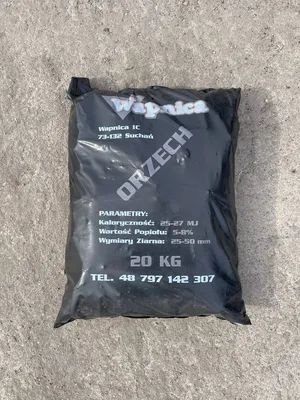 Wapnica
Wapnica 1C
73-132 Suchań
ORZECH
PARAMETRY:
Kaloryczność: 25-27 MJ
Wartość Popiołu: 5-8%
Wymiary Ziarna: 25-50 mm
20 KG
TEL. 48 797 142 307